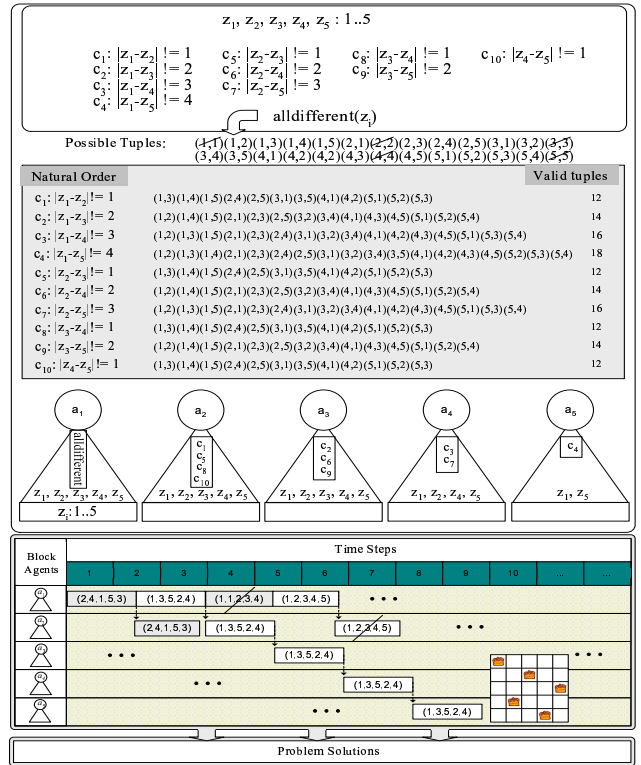 z1, z2, z3, z4, z5 : 1..5
c1: |z1-z2| != 1 c5: |z2-z3| != 1 c8: |z3-z4| != 1 c10: |z4-z5| != 1
c2: |z1-z3| != 2 c6: |z2-z4| != 2 c9: |z3-z5| != 2
c3: |z1-z4| != 3 c7: |z2-z5| != 3
c4: |z1-z5| != 4
alldifferent(zi)
Possible Tuples: (1,1)(1,2)(1,3)(1,4)(1,5)(2,1)(2,2)(2,3)(2,4)(2,5)(3,1)(3,2)(3,3)
(3,4)(3,5)(4,1)(4,2)(4,2)(4,3)(4,4)(4,5)(5,1)(5,2)(5,3)(5,4)(5,5)
Natural Order Valid tuples
c1: |z1-z2| != 1 (1,3)(1,4)(1,5)(2,4)(2,5)(3,1)(3,5)(4,1)(4,2)(5,1)(5,2)(5,3) 12
c2: |z1-z3| != 2 (1,2)(1,4)(1,5)(2,1)(2,3)(2,5)(3,2)(3,4)(4,1)(4,3)(4,5)(5,1)(5,2)(5,4) 14
c3: |z1-z4| != 3 (1,2)(1,3)(1,5)(2,1)(2,3)(2,4)(3,1)(3,2)(3,4)(4,1)(4,2)(4,3)(4,5)(5,1)(5,3)(5,4) 16
c4: |z1-z5| != 4 (1,2)(1,3)(1,4)(2,1)(2,3)(2,4)(2,5)(3,1)(3,2)(3,4)(3,5)(4,1)(4,2)(4,3)(4,5)(5,2)(5,3)(5,4) 18
c5: |z2-z3| != 1 (1,3)(1,4)(1,5)(2,4)(2,5)(3,1)(3,5)(4,1)(4,2)(5,1)(5,2)(5,3) 12
c6: |z2-z4| != 2 (1,2)(1,4)(1,5)(2,1)(2,3)(2,5)(3,2)(3,4)(4,1)(4,3)(4,5)(5,1)(5,2)(5,4) 14
c7: |z2-z5| != 3 (1,2)(1,3)(1,5)(2,1)(2,3)(2,4)(3,1)(3,2)(3,4)(4,1)(4,2)(4,3)(4,5)(5,1)(5,3)(5,4) 16
c8: |z3-z4| != 1 (1,3)(1,4)(1,5)(2,4)(2,5)(3,1)(3,5)(4,1)(4,2)(5,1)(5,2)(5,3) 12
c9: |z3-z5| != 2 (1,2)(1,4)(1,5)(2,1)(2,3)(2,5)(3,2)(3,4)(4,1)(4,3)(4,5)(5,1)(5,2)(5,4) 14
c10: |z4-z5| != 1 (1,3)(1,4)(1,5)(2,4)(2,5)(3,1)(3,5)(4,1)(4,2)(5,1)(5,2)(5,3) 12
a1 a2 a3 a4 a5
alldifferent
c1
c5
c8
c10
c2
c6
c9
c3
c7
c4
z1, z2, z3, z4, z5 z1, z2, z3, z4, z5 z1, z2, z3, z4, z5 z1, z2, z4, z5 z1, z5
zi:1..5
Block Agents
Time Steps
1 2 3 4 5 6 7 8 9 10 ... ...
(2,4,1,5,3) (1,3,5,2,4) (1,1,2,3,4) (1,2,3,4,5) • • •
(2,4,1,5,3) (1,3,5,2,4) (1,2,3,4,5) • • •
• • • (1,3,5,2,4) • • •
• • • (1,3,5,2,4)
• • • (1,3,5,2,4)
Problem Solutions